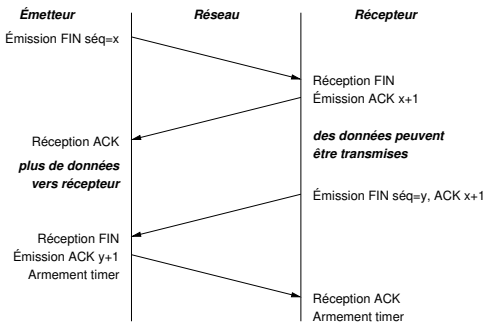 Émetteur
Réseau
Récepteur
Émission FIN séq=x
Réception FIN
Émission ACK x+1
Réception ACK
des données peuvent
être transmises
plus de données
vers récepteur
Émission FIN séq=y, ACK x+1
Réception FIN
Émission ACK y+1
Armement timer
Réception ACK
Armement timer